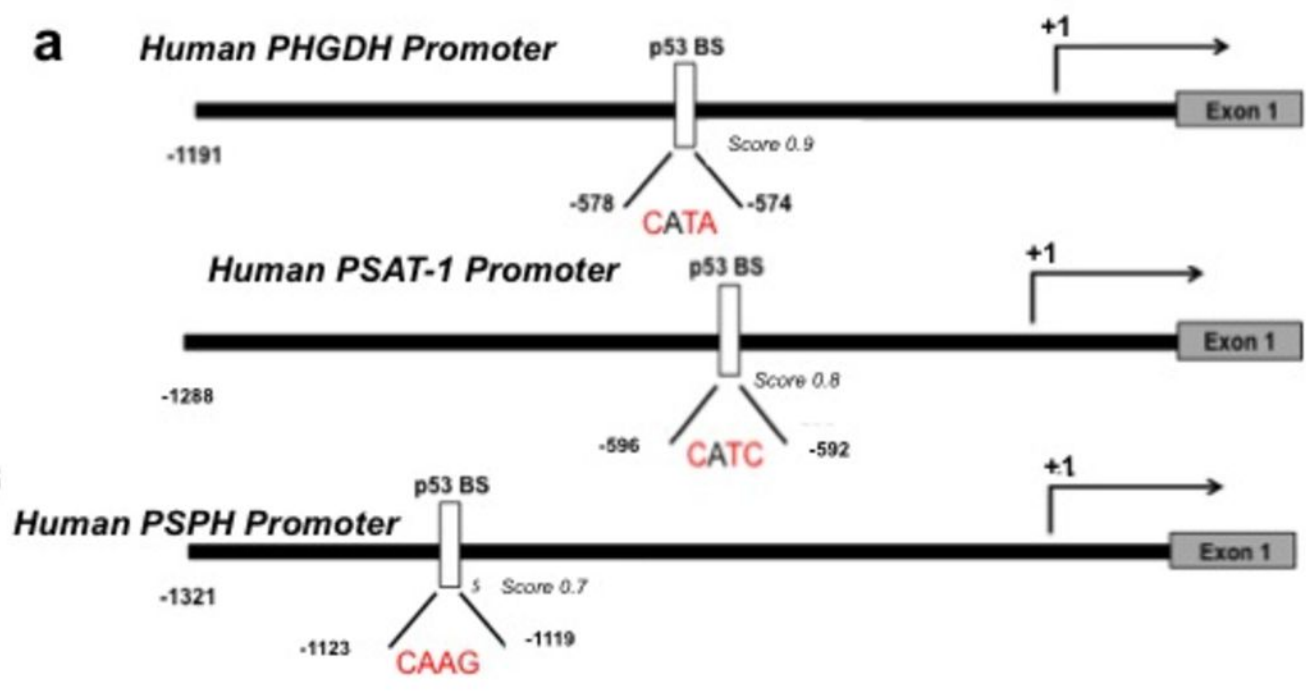 a
Human PHGDH Promoter
p53 BS
+1
Exon 1
-1191
Score 0.9
-578
-574
CATA
Human PSAT-1 Promoter
p53 BS
+1
Exon 1
-1288
Score 0.8
-596
-592
CATC
p53 BS
+1
Human PSPH Promoter
Exon 1
-1321
s Score 0.7
-1123
-1119
CAAG